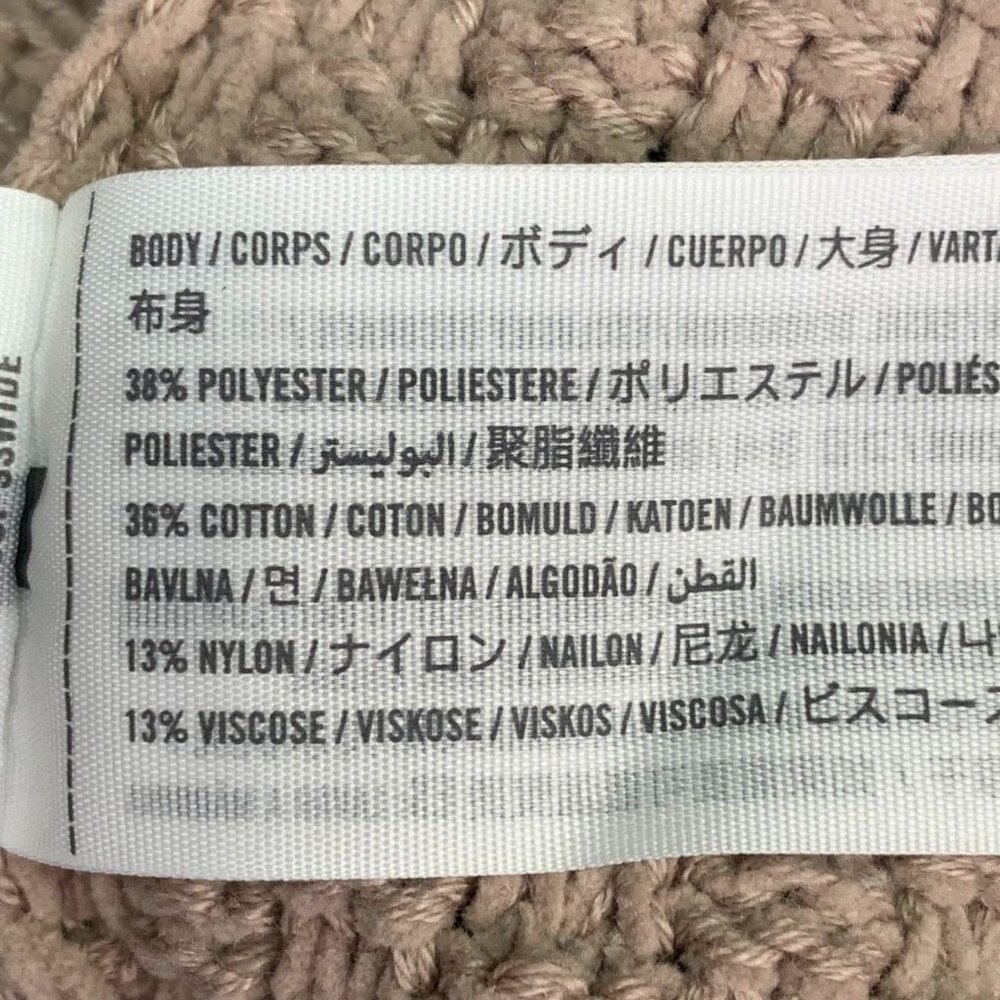 BODY / CORPS / CORPO / ボディ / CUERPO / 大身 / VARTA
布身
38% POLYESTER / POLIESTERE / ポリエステル / POLIÉS
POLIESTER / البوليستر / 聚脂纖維
36% COTTON / COTON / BOMULD / KATOEN / BAUMWOLLE / BO
BAVLNA / 면 / BAWEŁNA / ALGODÃO / القطن
13% NYLON / ナイロン / NAILON / 尼龙 / NAILONIA / 나
13% VISCOSE / VISKOSE / VISKOS / VISCOSA / ビスコース